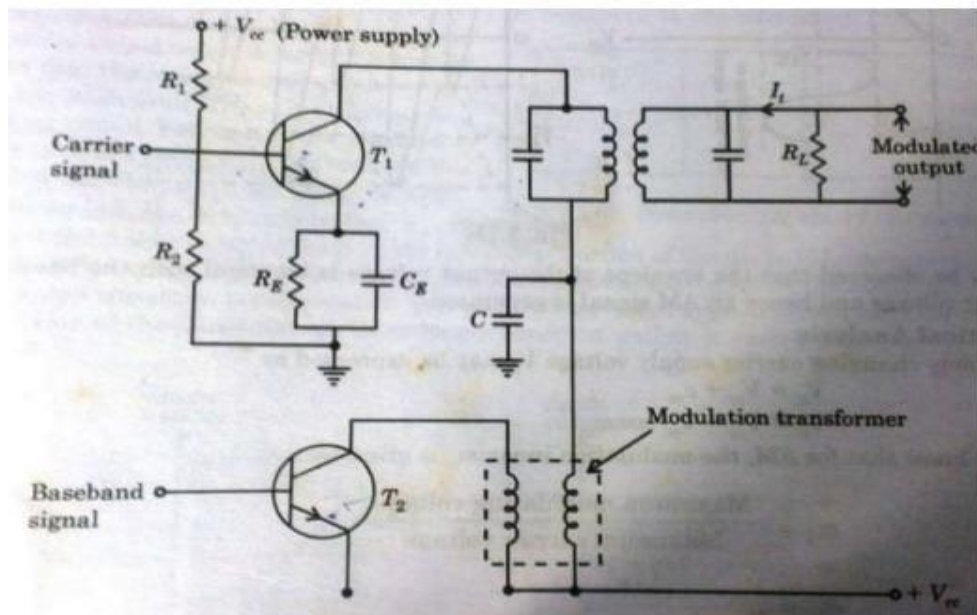 + Vcc (Power supply)
R1
Carrier
signal
T1
R2
RE
CE
C
It
RL
Modulated
output
Modulation transformer
Baseband
signal
T2
+ Vcc